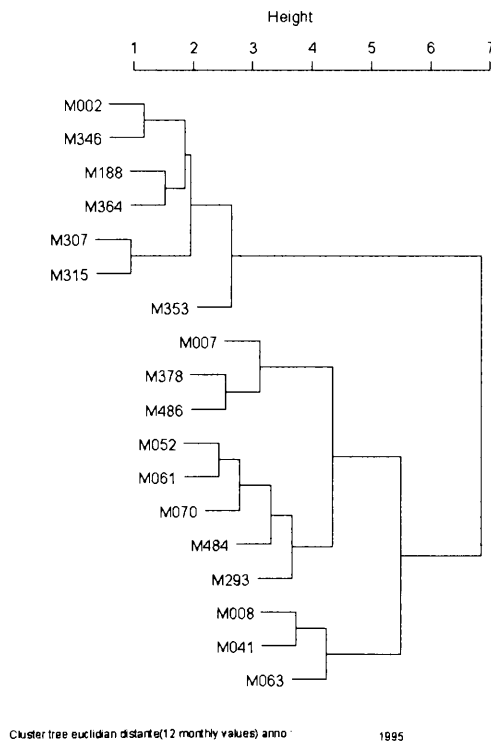 Height
1 2 3 4 5 6 7
M002
M346
M188
M364
M307
M315
M353
M007
M378
M486
M052
M061
M070
M484
M293
M008
M041
M063
Cluster tree euclidian distante(12 monthly values) anno : 1995